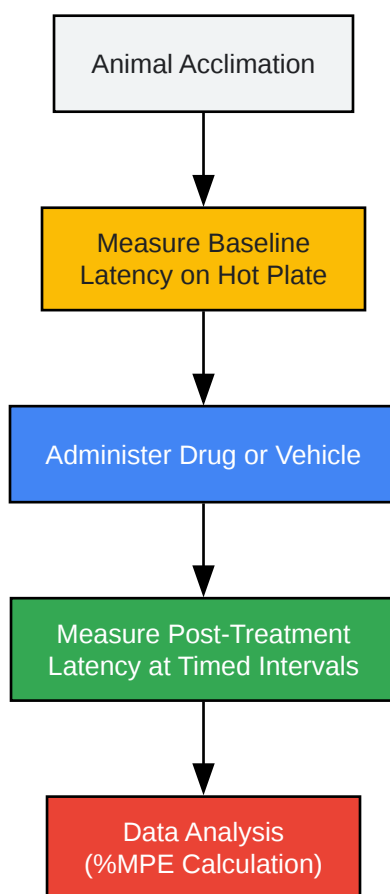 Animal Acclimation
Measure Baseline
Latency on Hot Plate
Administer Drug or Vehicle
Measure Post-Treatment
Latency at Timed Intervals
Data Analysis
(%MPE Calculation)